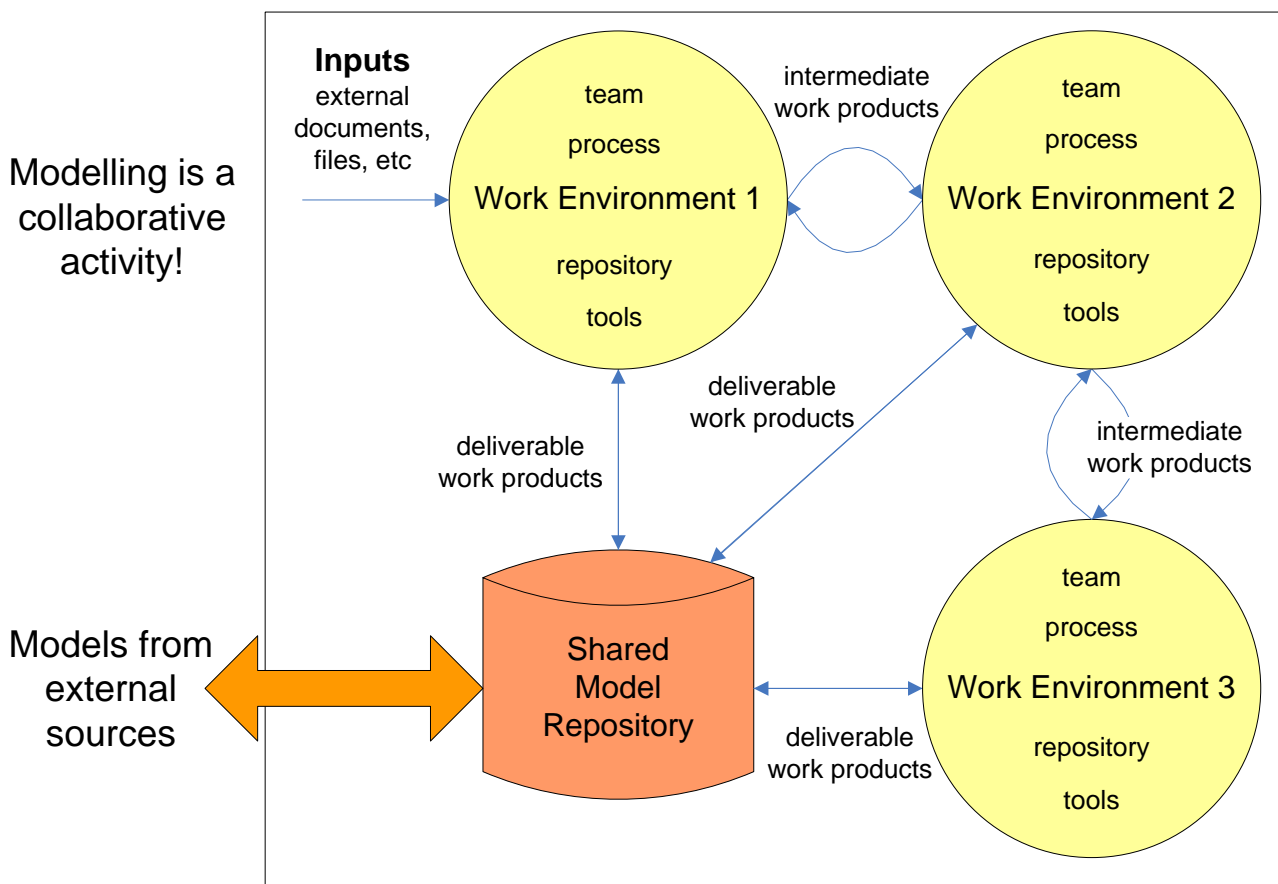 Modelling is a
collaborative
activity!
Inputs
external
documents,
files, etc
team
process
Work Environment 1
repository
tools
intermediate
work products
team
process
Work Environment 2
repository
tools
deliverable
work products
deliverable
work products
intermediate
work products
Models from
external
sources
Shared
Model
Repository
deliverable
work products
team
process
Work Environment 3
repository
tools